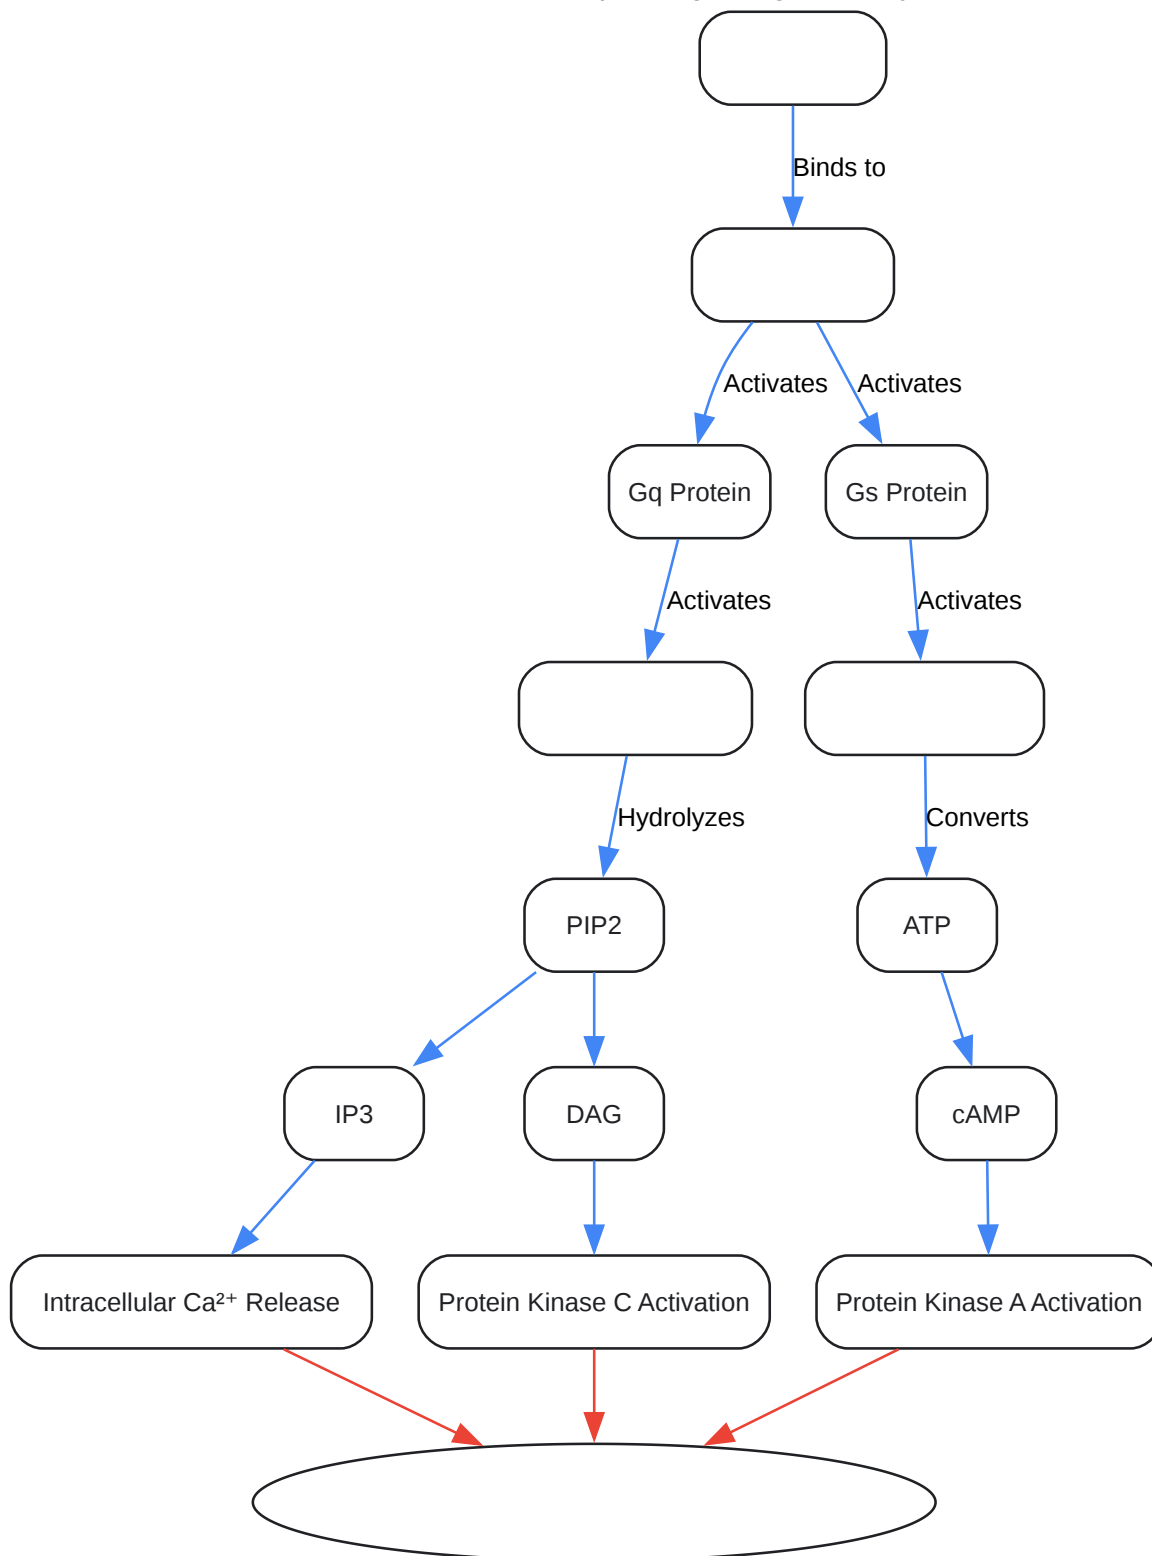 Binds to
Activates Activates
Gq Protein Gs Protein
Activates Activates
Hydrolyzes Converts
PIP2 ATP
IP3 DAG cAMP
Intracellular Ca²⁺ Release Protein Kinase C Activation Protein Kinase A Activation